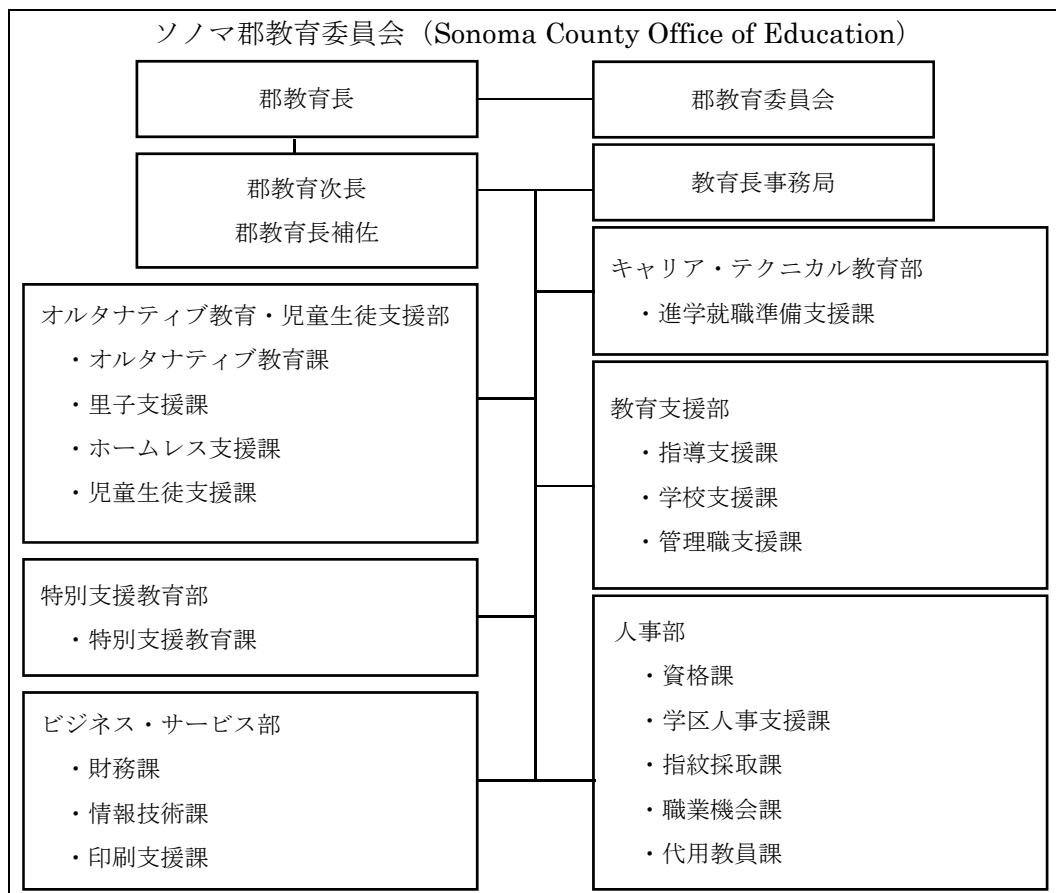 ソノマ郡教育委員会（Sonoma County Office of Education）
郡教育長
郡教育委員会
郡教育次長
郡教育長補佐
教育長事務局
キャリア・テクニカル教育部
・進学就職準備支援課
オルタナティブ教育・児童生徒支援部
・オルタナティブ教育課
・里子支援課
・ホームレス支援課
・児童生徒支援課
教育支援部
・指導支援課
・学校支援課
・管理職支援課
特別支援教育部
・特別支援教育課
人事部
・資格課
・学区人事支援課
・指紋採取課
・職業機会課
・代用教員課
ビジネス・サービス部
・財務課
・情報技術課
・印刷支援課